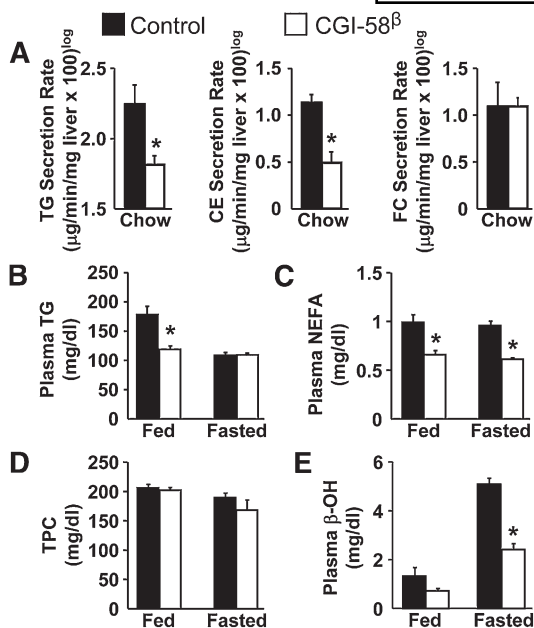 Control CGI-58β
A
TG Secretion Rate
(μg/min/mg liver x 100)log
2.5
2.0
1.5
*
Chow
CE Secretion Rate
(μg/min/mg liver x 100)log
1.5
1.0
0.5
0
*
Chow
FC Secretion Rate
(μg/min/mg liver x 100)log
1.5
1.0
0.5
0
Chow
B
Plasma TG
(mg/dl)
250
200
150
100
50
0
*
Fed Fasted
C
Plasma NEFA
(mg/dl)
1.5
1
0.5
0
*
*
Fed Fasted
D
TPC
(mg/dl)
250
200
150
100
50
0
Fed Fasted
E
Plasma β-OH
(mg/dl)
6
4
2
0
*
Fed Fasted